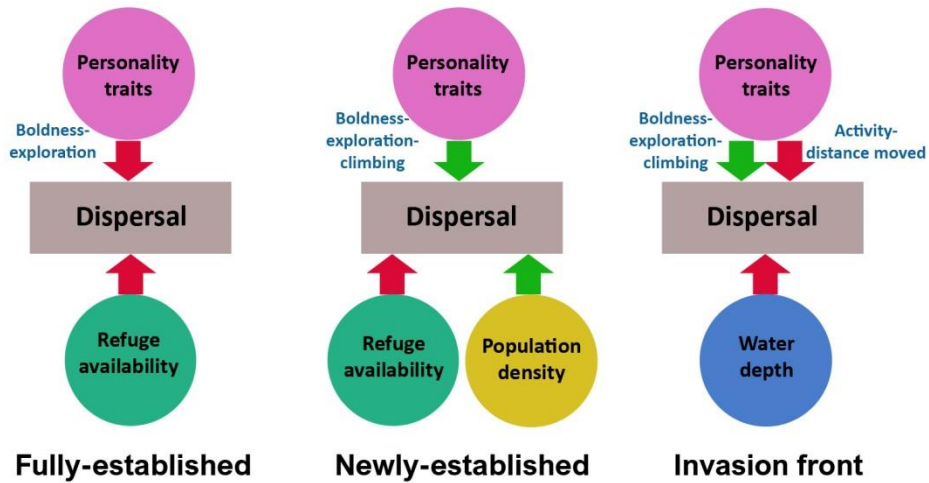 Personality
traits
Boldness-
exploration
Dispersal
Refuge
availability
Fully-established
Personality
traits
Boldness-
exploration-
climbing
Dispersal
Refuge
availability
Population
density
Newly-established
Personality
traits
Boldness-
exploration-
climbing
Activity-
distance moved
Dispersal
Water
depth
Invasion front